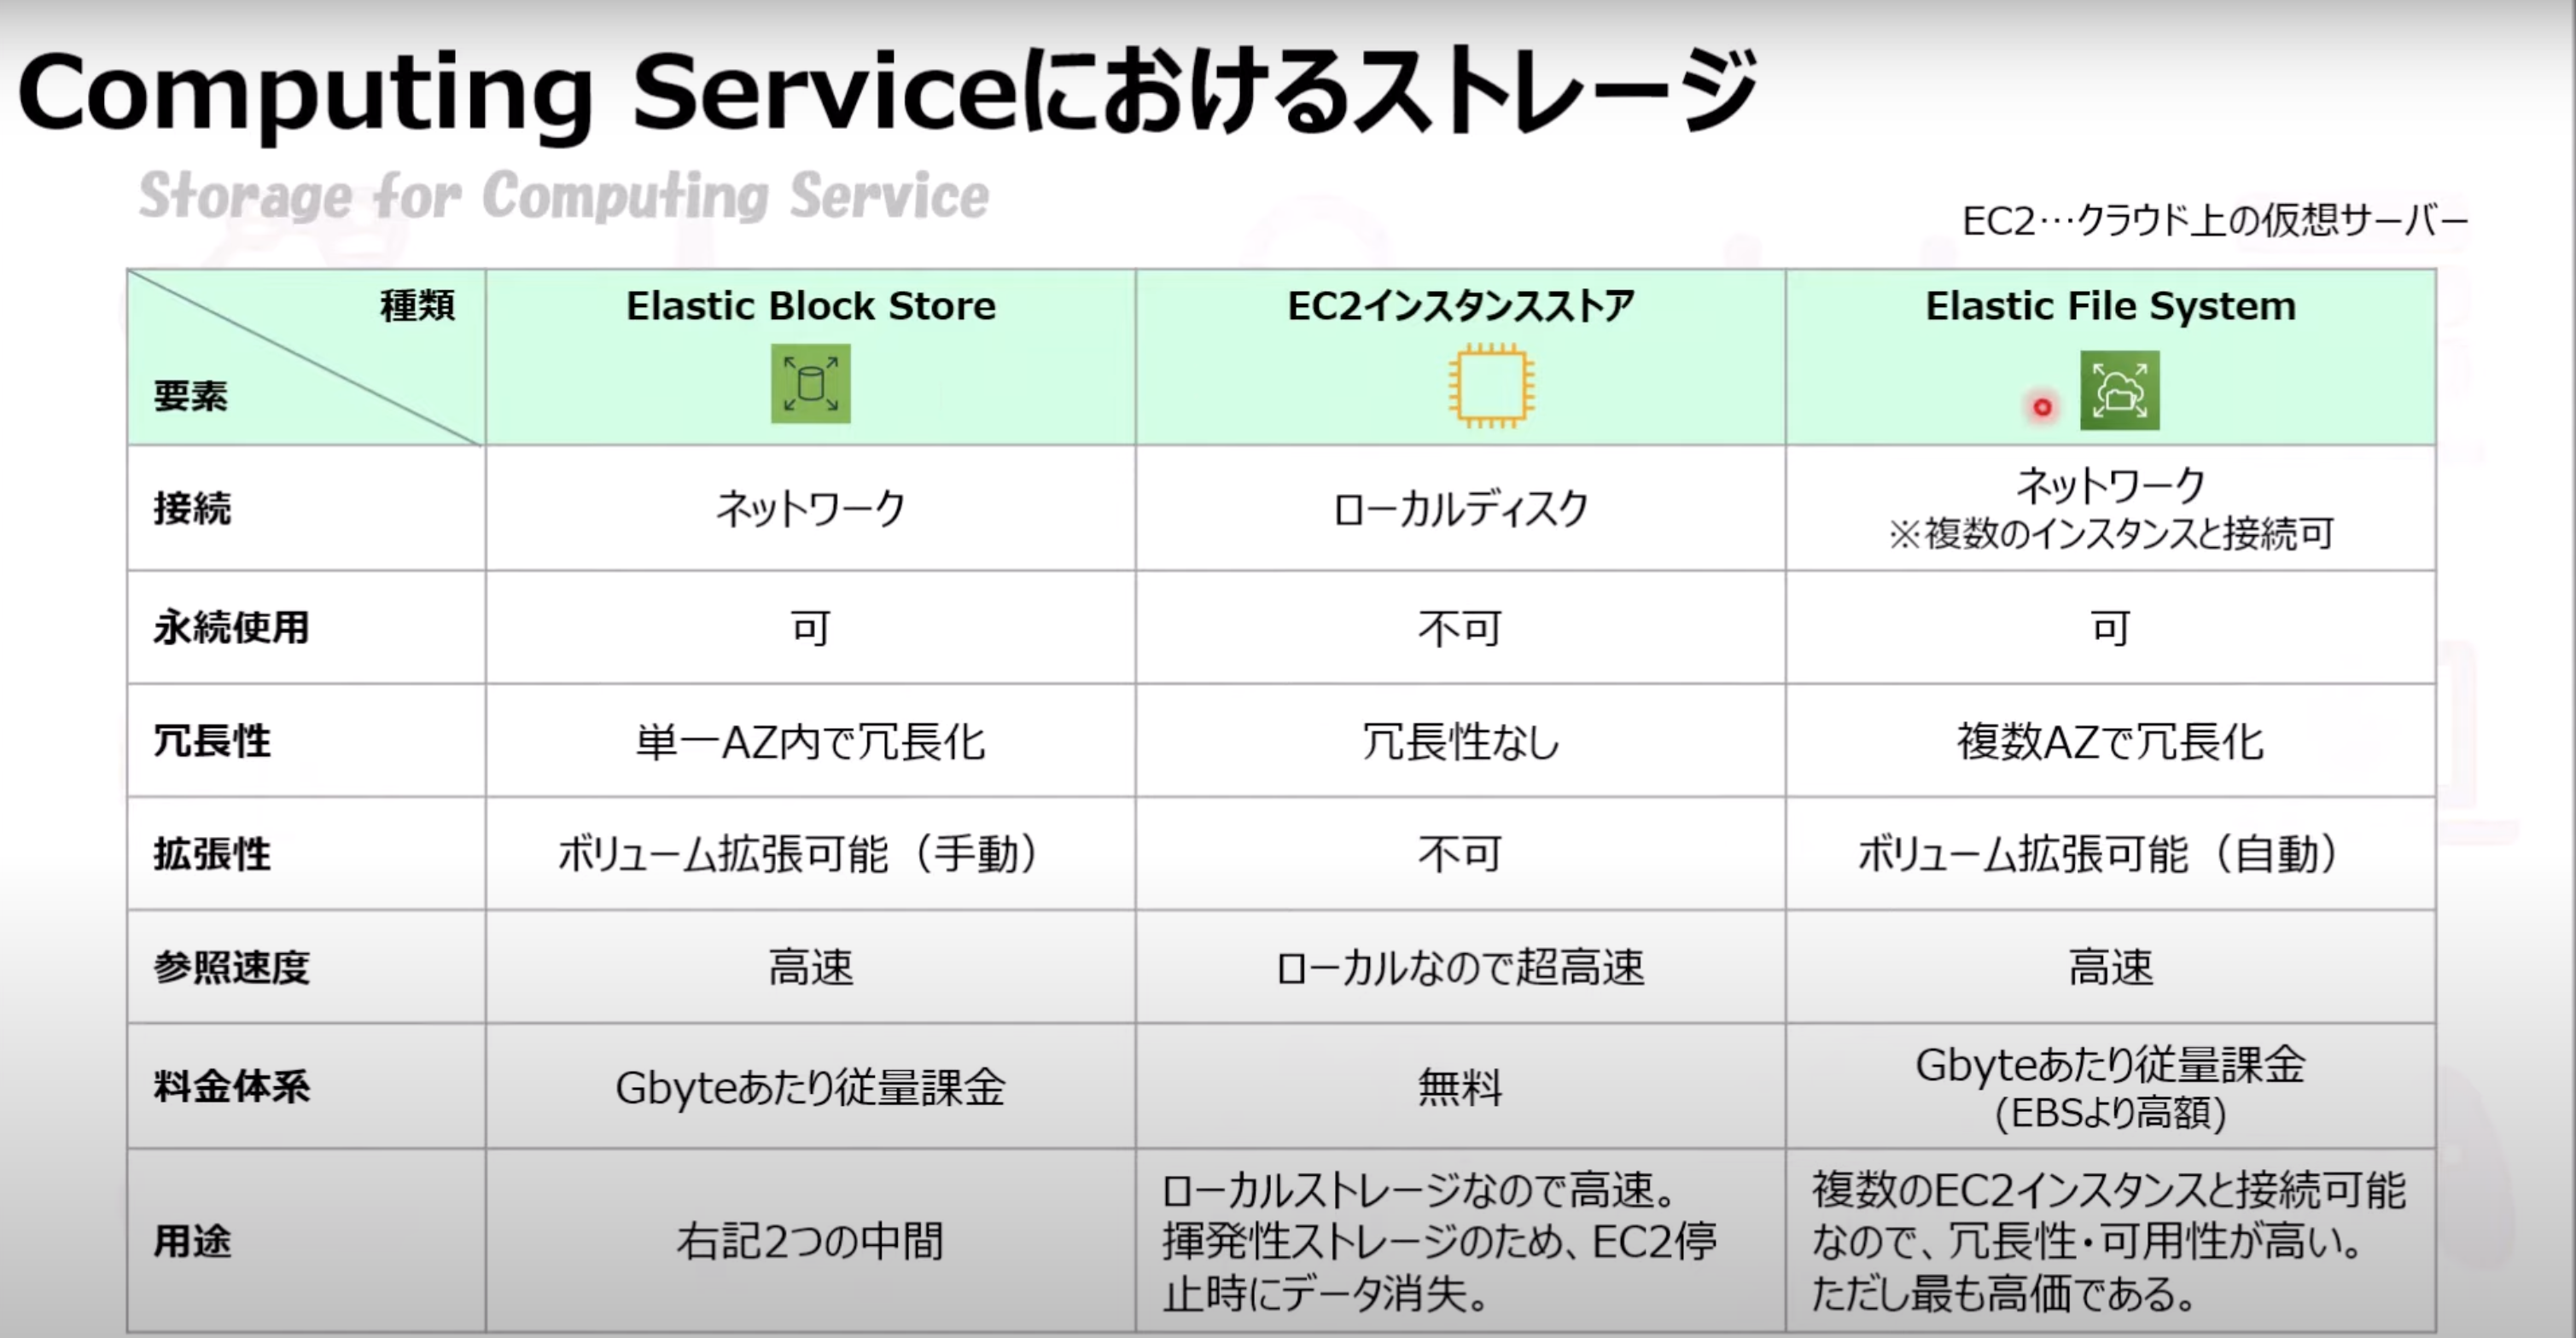 Computing Serviceにおけるストレージ
Storage for Computing Service
EC2…クラウド上の仮想サーバー
種類
要素
Elastic Block Store
EC2インスタンスストア
Elastic File System
接続
ネットワーク
ローカルディスク
ネットワーク
※複数のインスタンスと接続可
永続使用
可
不可
可
冗長性
単一AZ内で冗長化
冗長性なし
複数AZで冗長化
拡張性
ボリューム拡張可能（手動）
不可
ボリューム拡張可能（自動）
参照速度
高速
ローカルなので超高速
高速
料金体系
Gbyteあたり従量課金
無料
Gbyteあたり従量課金
(EBSより高額)
用途
右記2つの中間
ローカルストレージなので高速。
揮発性ストレージのため、EC2停
止時にデータ消失。
複数のEC2インスタンスと接続可能
なので、冗長性・可用性が高い。
ただし最も高価である。